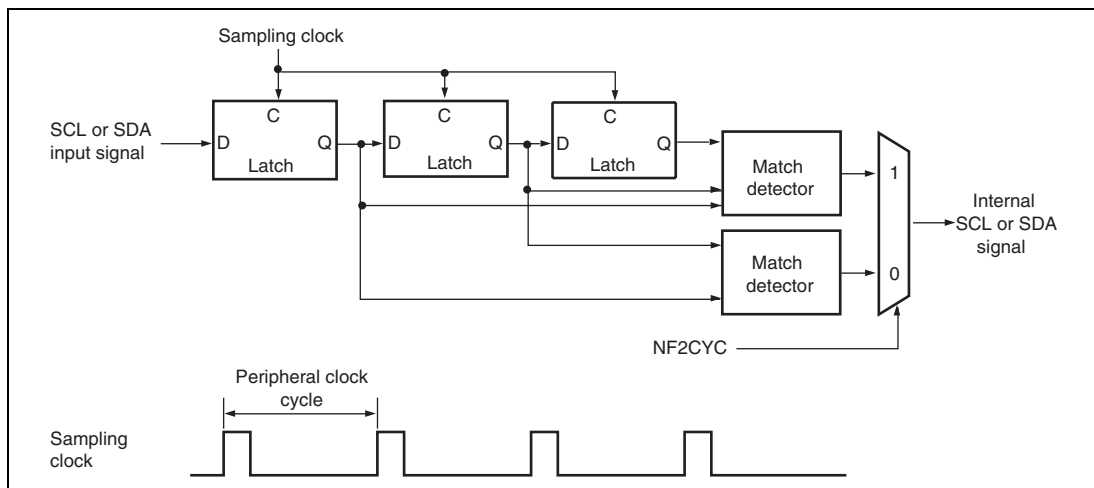 Sampling clock
SCL or SDA
input signal
C
D
Q
Latch
C
D
Q
Latch
C
D
Q
Latch
Match
detector
Match
detector
1
0
Internal
SCL or SDA
signal
NF2CYC
Peripheral clock
cycle
Sampling
clock